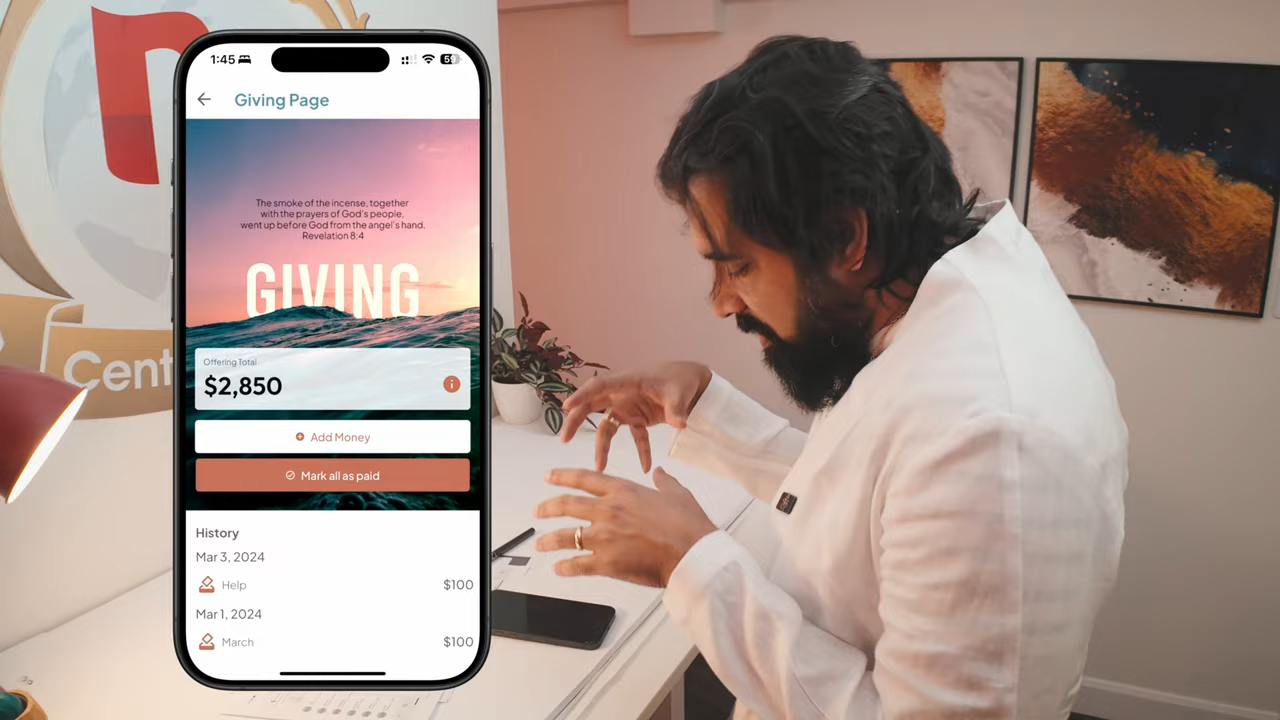 n
Cent
1:45
59
Giving Page
The smoke of the incense, together
with the prayers of God's people,
went up before God from the angel's hand.
Revelation 8:4
GIVING
Offering Total
$2,850
Add Money
Mark all as paid
History
Mar 3, 2024
Help $100
Mar 1, 2024
March $100